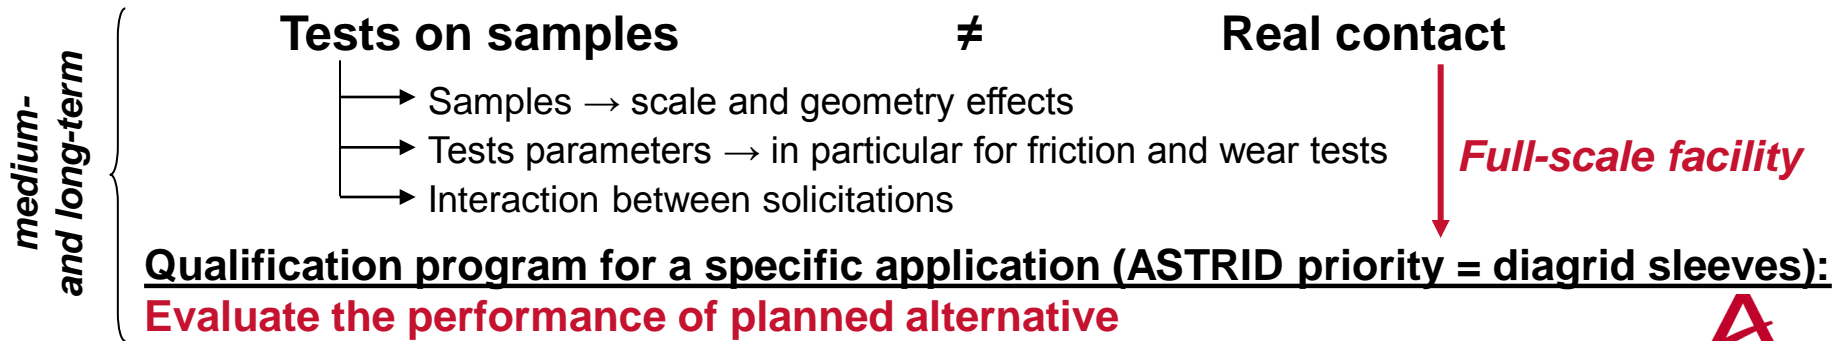 Tests on samples ≠ Real contact
Samples → scale and geometry effects
Tests parameters → in particular for friction and wear tests
Interaction between solicitations
Full-scale facility
medium-
and long-term
Qualification program for a specific application (ASTRID priority = diagrid sleeves):
Evaluate the performance of planned alternative